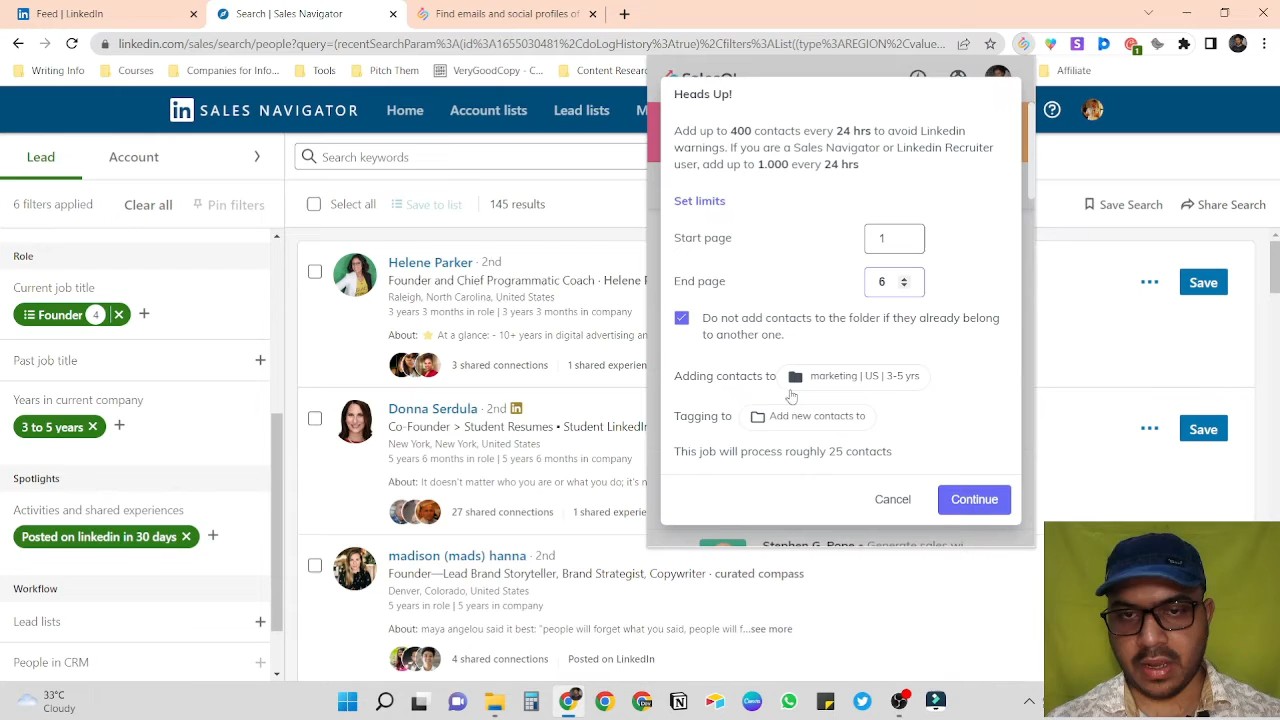 Feed | LinkedIn
Search | Sales Navigator
Find emails and social profiles of
linkedin.com/sales/search/people?query=(recentSearchParam%3A(id%3A1655030481%2CdoLogHistory%3Atrue)%2Cfilters%3AList((type%3AREGION%2Cvalue...
Writing Info
Courses
Companies for Info...
Tools
Pitch Themes
VeryGoodCopy - C...
Content Research
Affiliate
in SALES NAVIGATOR
Home
Account lists
Lead lists
M
SalesQL
Lead
Account
Search keywords
6 filters applied
Clear all
Pin filters
Select all
Save to list
145 results
Save Search
Share Search
Role
Current job title
Founder 4
Past job title
Years in current company
3 to 5 years
Spotlights
Activities and shared experiences
Posted on linkedin in 30 days
Workflow
Lead lists
People in CRM
Helene Parker · 2nd
Founder and Chief Programmatic Coach · Helene P
Raleigh, North Carolina, United States
3 years 3 months in role | 3 years 3 months in compa
About: At a glance: - 10+ years in digital advertising an
3 shared connections
1 shared experien
Save
Donna Serdula · 2nd
Co-Founder > Student Resumes • Student LinkedIn
New York, New York, United States
5 years 6 months in role | 5 years 6 months in compa
About: It doesn't matter who you are or what you do; it's n
27 shared connections
1 shared experie
Save
madison (mads) hanna · 2nd
Founder—Lead Brand Storyteller, Brand Strategist, Copywriter · curated compass
Denver, Colorado, United States
5 years in role | 5 years in company
About: maya angelou said it best: "people will forget what you said, people will f...see more
4 shared connections
Posted on LinkedIn
Heads Up!
Add up to 400 contacts every 24 hrs to avoid Linkedin
warnings. If you are a Sales Navigator or Linkedin Recruiter
user, add up to 1.000 every 24 hrs
Set limits
Start page
1
End page
6
Do not add contacts to the folder if they already belong
to another one.
Adding contacts to
marketing | US | 3-5 yrs
Tagging to
Add new contacts to
This job will process roughly 25 contacts
Cancel
Continue
Stephen G. Pope • Generate sales wi
33°C
Cloudy